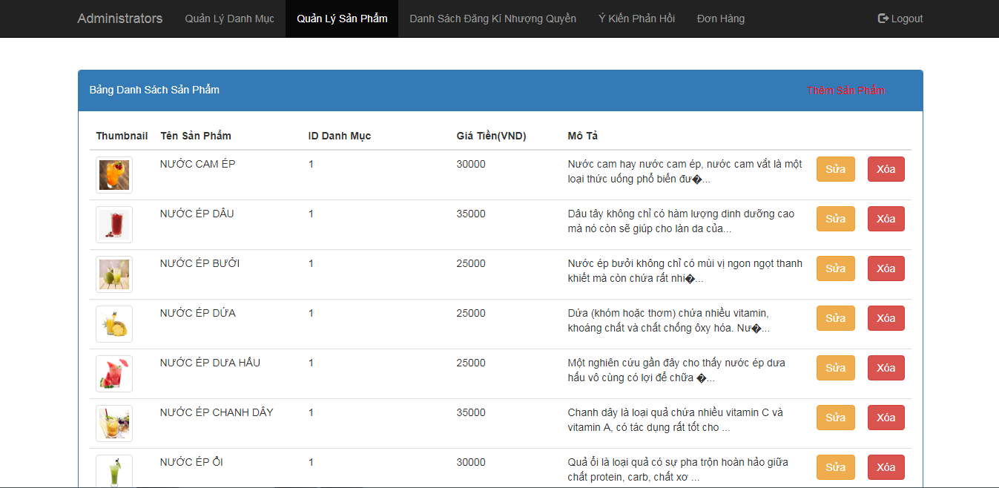 Administrators Quản Lý Danh Mục Quản Lý Sản Phẩm Danh Sách Đăng Kí Nhượng Quyền Ý Kiến Phản Hồi Đơn Hàng Logout
Bảng Danh Sách Sản Phẩm Thêm Sản Phẩm
Thumbnail Tên Sản Phẩm ID Danh Mục Giá Tiền(VND) Mô Tả
NƯỚC CAM ÉP 1 30000 Nước cam hay nước cam ép, nước cam vắt là một Sửa Xóa
loại thức uống phổ biến đư�...
NƯỚC ÉP DÂU 1 35000 Dâu tây không chỉ có hàm lượng dinh dưỡng cao Sửa Xóa
mà nó còn sẽ giúp cho làn da của...
NƯỚC ÉP BƯỞI 1 25000 Nước ép bưởi không chỉ có mùi vị ngon ngọt thanh Sửa Xóa
khiết mà còn chứa rất nhi�...
NƯỚC ÉP DỨA 1 25000 Dứa (khóm hoặc thơm) chứa nhiều vitamin, Sửa Xóa
khoáng chất và chất chống ôxy hóa. Nư�...
NƯỚC ÉP DƯA HẤU 1 25000 Một nghiên cứu gần đây cho thấy nước ép dưa Sửa Xóa
hấu vô cùng có lợi để chữa �...
NƯỚC ÉP CHANH DÂY 1 35000 Chanh dây là loại quả chứa nhiều vitamin C và Sửa Xóa
vitamin A, có tác dụng rất tốt cho ...
NƯỚC ÉP ỔI 1 30000 Quả ổi là loại quả có sự pha trộn hoàn hảo giữa Sửa Xóa
chất protein, carb, chất xơ ...